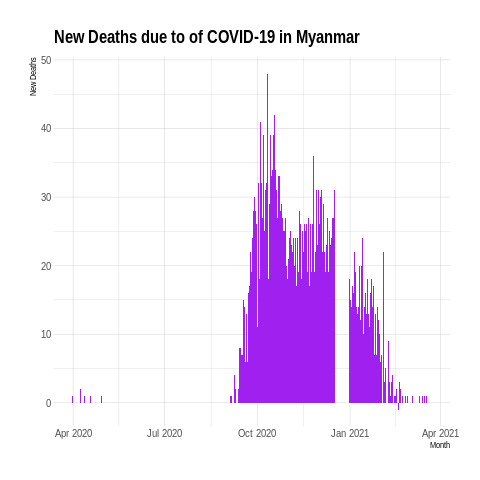 New Deaths due to of COVID-19 in Myanmar
New Deaths
50
40
30
20
10
0
Apr 2020 Jul 2020 Oct 2020 Jan 2021 Apr 2021
Month